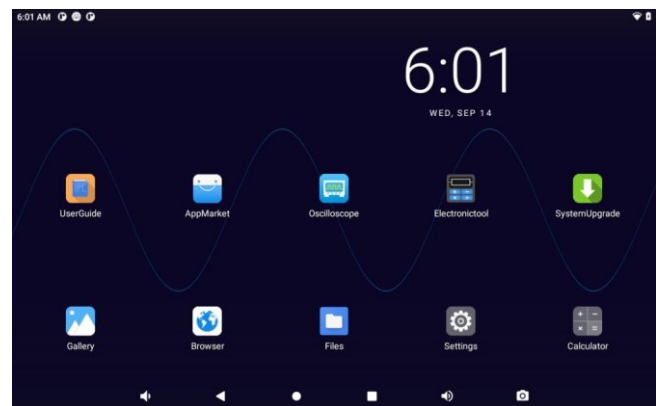 6:01 AM
6:01
WED, SEP 14
UserGuide
AppMarket
Oscilloscope
Electronictool
SystemUpgrade
Gallery
Browser
Files
Settings
Calculator